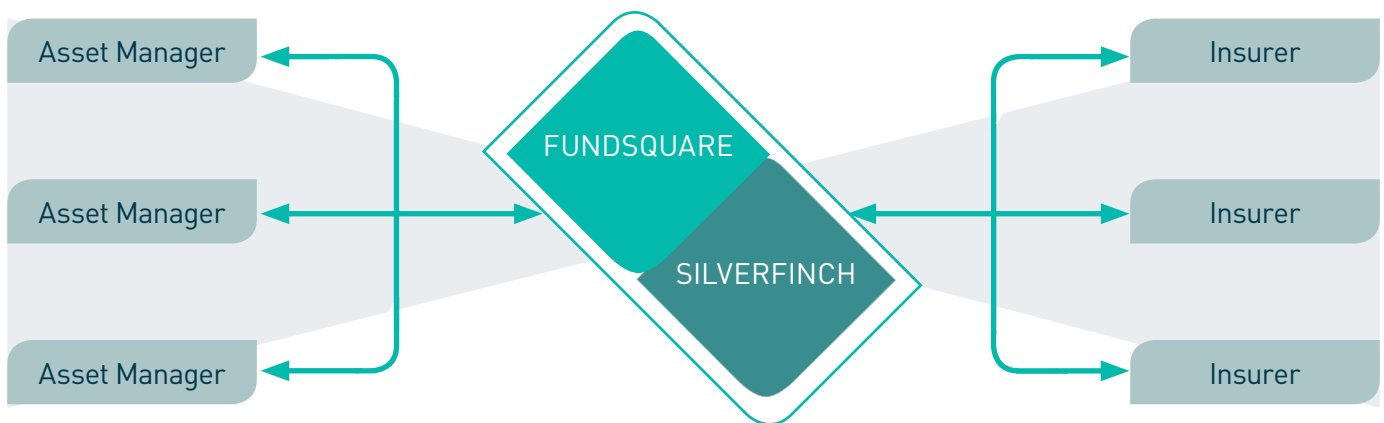 Asset Manager
Insurer
FUNDSQUARE
Asset Manager
Insurer
SILVERFINCH
Asset Manager
Insurer